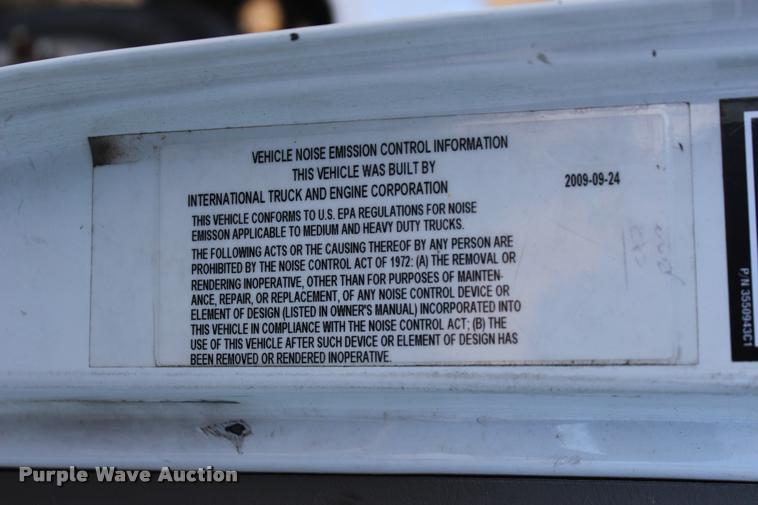 VEHICLE NOISE EMISSION CONTROL INFORMATION
THIS VEHICLE WAS BUILT BY
2009-09-24
INTERNATIONAL TRUCK AND ENGINE CORPORATION
THIS VEHICLE CONFORMS TO U.S. EPA REGULATIONS FOR NOISE
EMISSON APPLICABLE TO MEDIUM AND HEAVY DUTY TRUCKS.
THE FOLLOWING ACTS OR THE CAUSING THEREOF BY ANY PERSON ARE
PROHIBITED BY THE NOISE CONTROL ACT OF 1972: (A) THE REMOVAL OR
RENDERING INOPERATIVE, OTHER THAN FOR PURPOSES OF MAINTEN-
ANCE, REPAIR, OR REPLACEMENT, OF ANY NOISE CONTROL DEVICE OR
ELEMENT OF DESIGN (LISTED IN OWNER'S MANUAL) INCORPORATED INTO
THIS VEHICLE IN COMPLIANCE WITH THE NOISE CONTROL ACT; (B) THE
USE OF THIS VEHICLE AFTER SUCH DEVICE OR ELEMENT OF DESIGN HAS
BEEN REMOVED OR RENDERED INOPERATIVE.
P/N 3550943C1
Purple Wave Auction